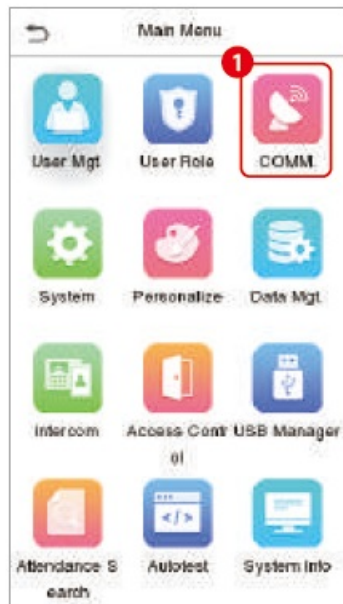 Main Menu
1
User Mgt
User Role
COMM.
System
Personalize
Data Mgt.
Intercom
Access Contr
ol
USB Manager
Attendance S
earch
Autotest
System Info